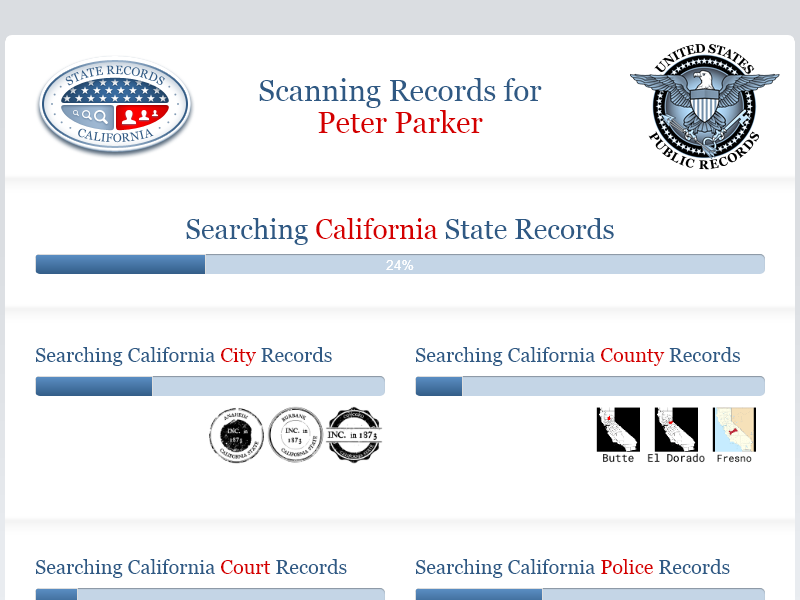 STATE RECORDS
CALIFORNIA
Scanning Records for
Peter Parker
UNITED STATES
PUBLIC RECORDS
Searching California State Records
24%
Searching California City Records
Searching California County Records
ANAHEIM
INC. in
1873
CALIFORNIA STATE
BURBANK
INC. in
1873
CALIFORNIA STATE
INC. in 1873
CALIFORNIA STATE
Butte
El Dorado
Fresno
Searching California Court Records
Searching California Police Records